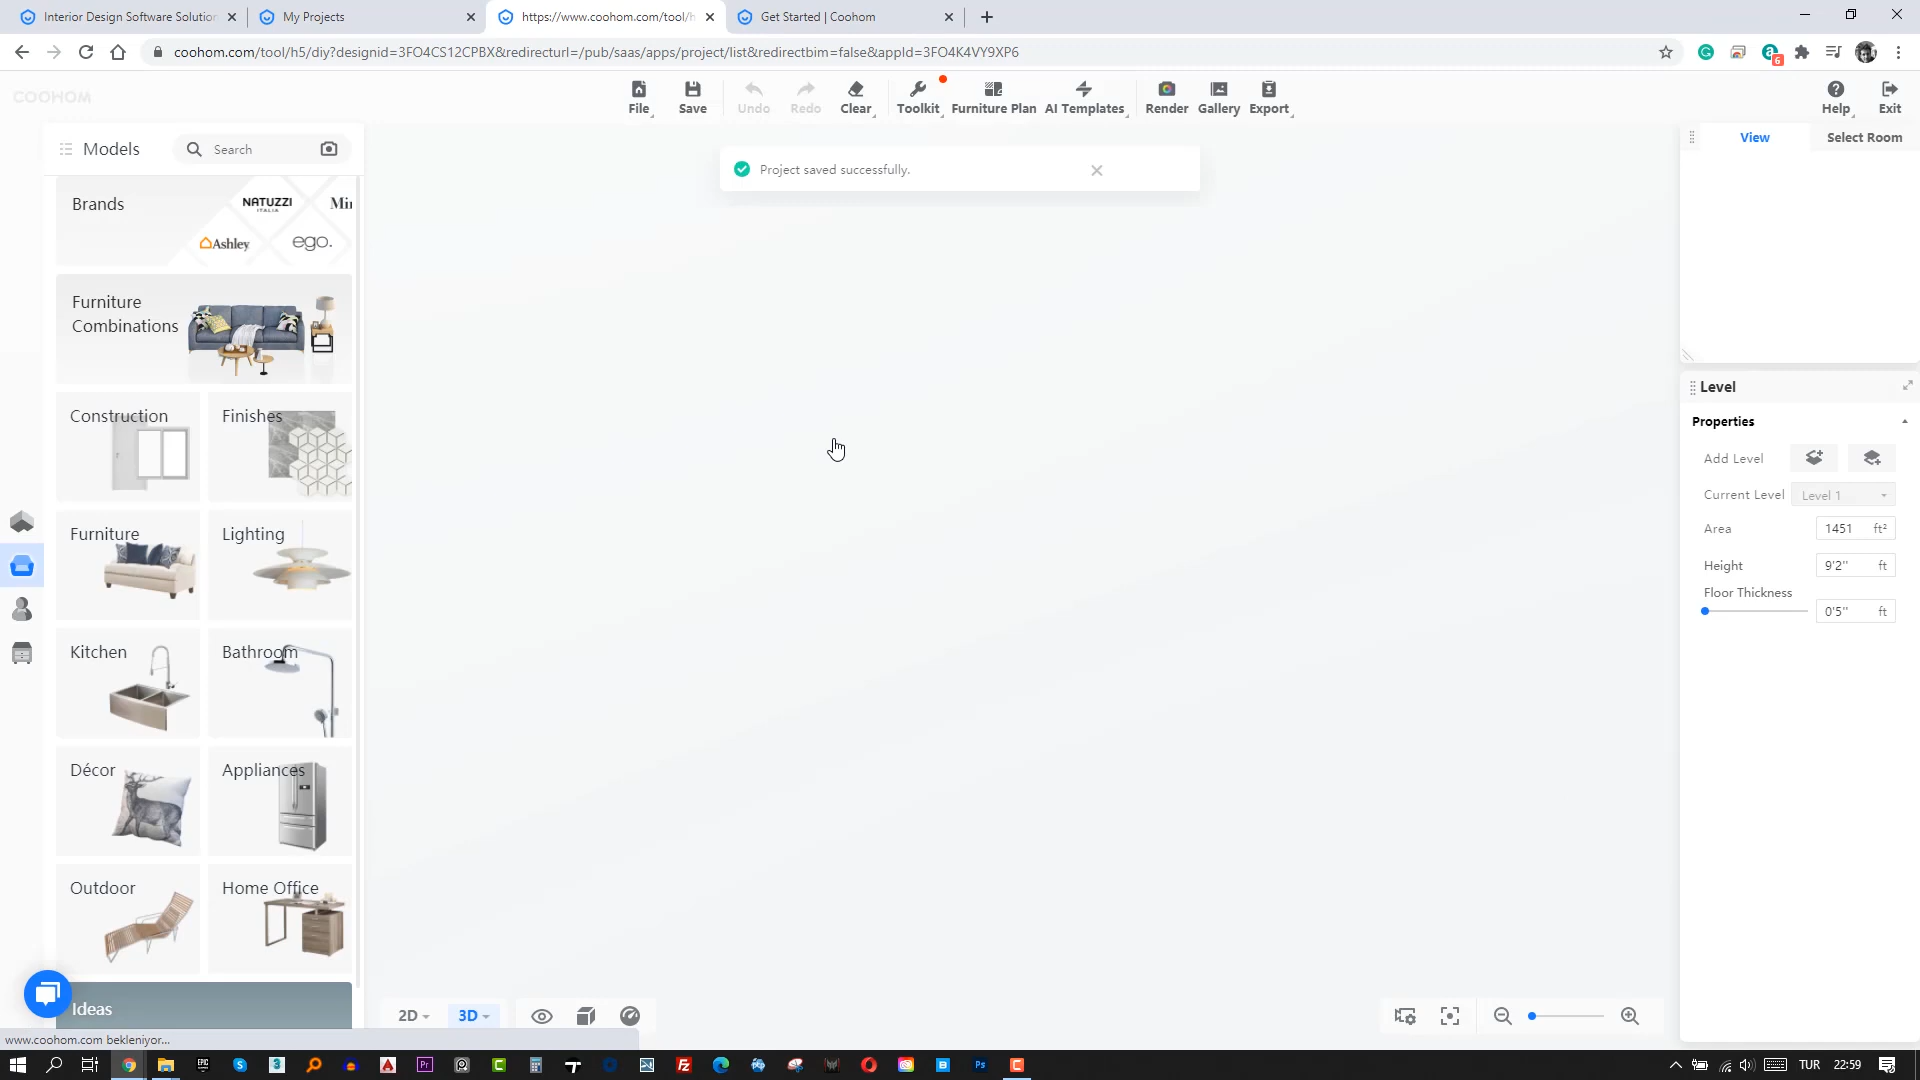 Interior Design Software Solution
My Projects
https://www.coohom.com/tool/h
Get Started | Coohom
coohom.com/tool/h5/diy?designid=3FO4CS12CPBX&redirecturl=/pub/saas/apps/project/list&redirectbim=false&appId=3FO4K4VY9XP6
6
COOHOM
File
Save
Undo
Redo
Clear
Toolkit
Furniture Plan
AI Templates
Render
Gallery
Export
Help
Exit
Models
Search
Project saved successfully.
View
Select Room
Brands
NATUZZI
ITALIA
Ashley
ego.
Furniture
Combinations
Construction
Finishes
Furniture
Lighting
Kitchen
Bathroom
Décor
Appliances
Outdoor
Home Office
Ideas
Level
Properties
Add Level
Current Level
Level 1
Area
1451 ft²
Height
9'2" ft
Floor Thickness
0'5" ft
2D
3D
www.coohom.com bekleniyor...
TUR
22:59